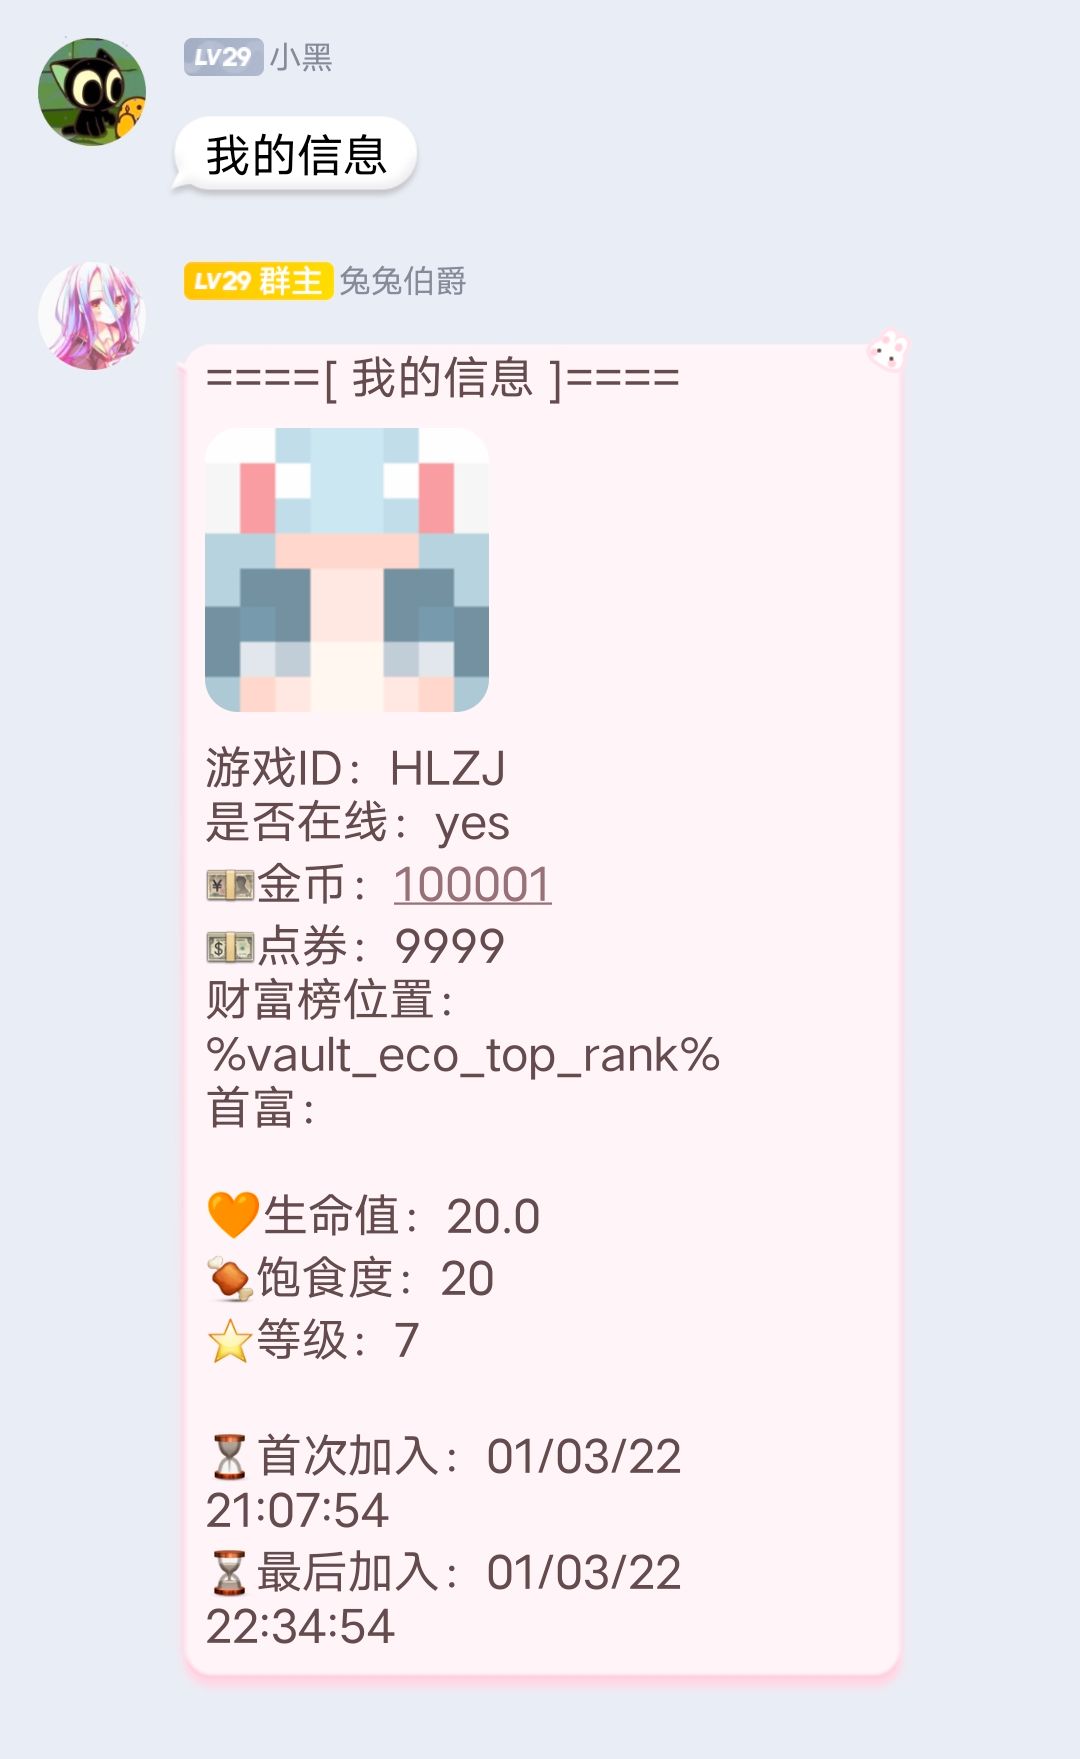 LV29 小黑
我的信息
LV29 群主 兔兔伯爵
====[ 我的信息 ]====
游戏ID：HLZJ
是否在线：yes
💴金币：100001
💵点券：9999
财富榜位置：
%vault_eco_top_rank%
首富：
🧡生命值：20.0
🍖饱食度：20
⭐等级：7
⌛首次加入：01/03/22
21:07:54
⌛最后加入：01/03/22
22:34:54